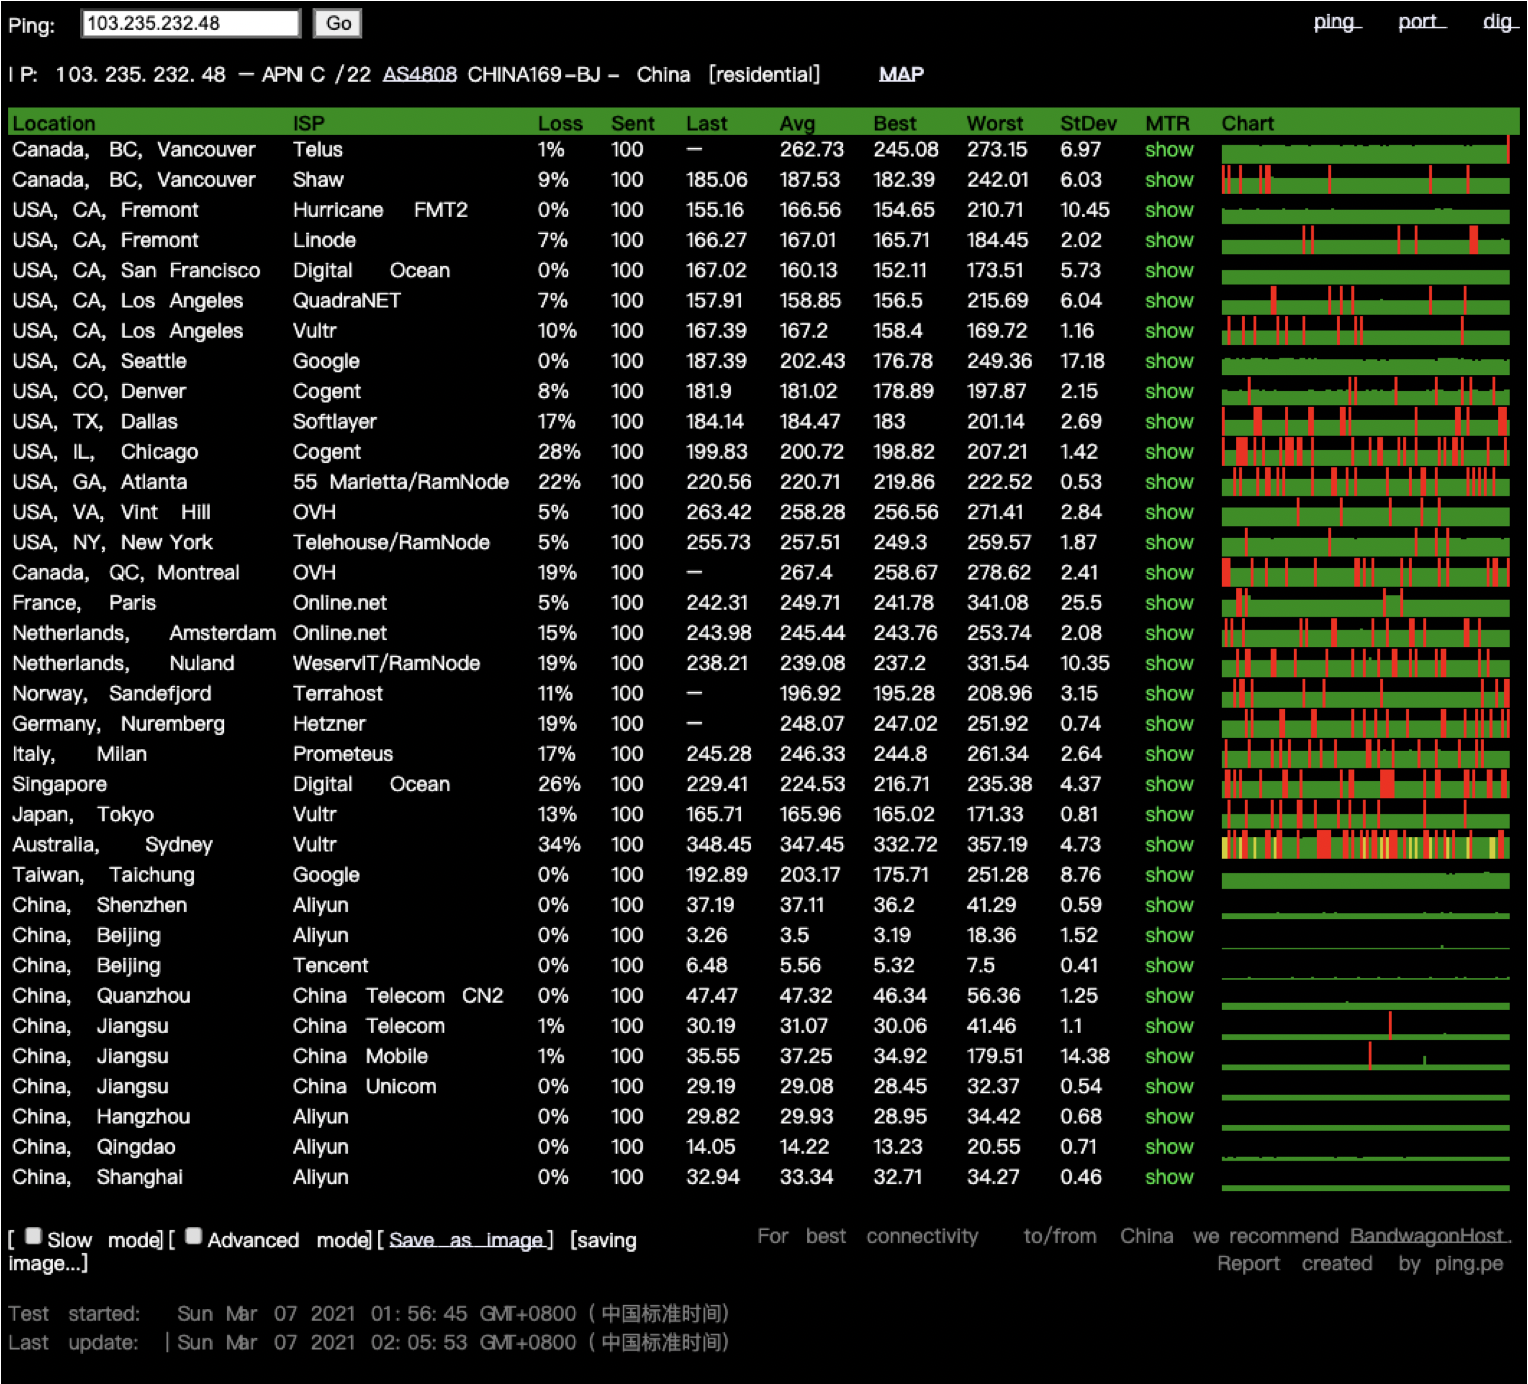 Ping: 103.235.232.48 Go ping port dig
IP: 103.235.232.48 — APNIC /22 AS4808 CHINA169-BJ - China [residential] MAP
Location ISP Loss Sent Last Avg Best Worst StDev MTR Chart
Canada, BC, Vancouver Telus 1% 100 — 262.73 245.08 273.15 6.97 show
Canada, BC, Vancouver Shaw 9% 100 185.06 187.53 182.39 242.01 6.03 show
USA, CA, Fremont Hurricane FMT2 0% 100 155.16 166.56 154.65 210.71 10.45 show
USA, CA, Fremont Linode 7% 100 166.27 167.01 165.71 184.45 2.02 show
USA, CA, San Francisco Digital Ocean 0% 100 167.02 160.13 152.11 173.51 5.73 show
USA, CA, Los Angeles QuadraNET 7% 100 157.91 158.85 156.5 215.69 6.04 show
USA, CA, Los Angeles Vultr 10% 100 167.39 167.2 158.4 169.72 1.16 show
USA, CA, Seattle Google 0% 100 187.39 202.43 176.78 249.36 17.18 show
USA, CO, Denver Cogent 8% 100 181.9 181.02 178.89 197.87 2.15 show
USA, TX, Dallas Softlayer 17% 100 184.14 184.47 183 201.14 2.69 show
USA, IL, Chicago Cogent 28% 100 199.83 200.72 198.82 207.21 1.42 show
USA, GA, Atlanta 55 Marietta/RamNode 22% 100 220.56 220.71 219.86 222.52 0.53 show
USA, VA, Vint Hill OVH 5% 100 263.42 258.28 256.56 271.41 2.84 show
USA, NY, New York Telehouse/RamNode 5% 100 255.73 257.51 249.3 259.57 1.87 show
Canada, QC, Montreal OVH 19% 100 — 267.4 258.67 278.62 2.41 show
France, Paris Online.net 5% 100 242.31 249.71 241.78 341.08 25.5 show
Netherlands, Amsterdam Online.net 15% 100 243.98 245.44 243.76 253.74 2.08 show
Netherlands, Nuland WeservIT/RamNode 19% 100 238.21 239.08 237.2 331.54 10.35 show
Norway, Sandefjord Terrahost 11% 100 — 196.92 195.28 208.96 3.15 show
Germany, Nuremberg Hetzner 19% 100 — 248.07 247.02 251.92 0.74 show
Italy, Milan Prometeus 17% 100 245.28 246.33 244.8 261.34 2.64 show
Singapore Digital Ocean 26% 100 229.41 224.53 216.71 235.38 4.37 show
Japan, Tokyo Vultr 13% 100 165.71 165.96 165.02 171.33 0.81 show
Australia, Sydney Vultr 34% 100 348.45 347.45 332.72 357.19 4.73 show
Taiwan, Taichung Google 0% 100 192.89 203.17 175.71 251.28 8.76 show
China, Shenzhen Aliyun 0% 100 37.19 37.11 36.2 41.29 0.59 show
China, Beijing Aliyun 0% 100 3.26 3.5 3.19 18.36 1.52 show
China, Beijing Tencent 0% 100 6.48 5.56 5.32 7.5 0.41 show
China, Quanzhou China Telecom CN2 0% 100 47.47 47.32 46.34 56.36 1.25 show
China, Jiangsu China Telecom 1% 100 30.19 31.07 30.06 41.46 1.1 show
China, Jiangsu China Mobile 1% 100 35.55 37.25 34.92 179.51 14.38 show
China, Jiangsu China Unicom 0% 100 29.19 29.08 28.45 32.37 0.54 show
China, Hangzhou Aliyun 0% 100 29.82 29.93 28.95 34.42 0.68 show
China, Qingdao Aliyun 0% 100 14.05 14.22 13.23 20.55 0.71 show
China, Shanghai Aliyun 0% 100 32.94 33.34 32.71 34.27 0.46 show
[ Slow mode] [ Advanced mode] [ Save as image ] [saving
image...]
For best connectivity to/from China we recommend BandwagonHost.
Report created by ping.pe
Test started: Sun Mar 07 2021 01:56:45 GMT+0800 (中国标准时间)
Last update: | Sun Mar 07 2021 02:05:53 GMT+0800 (中国标准时间)